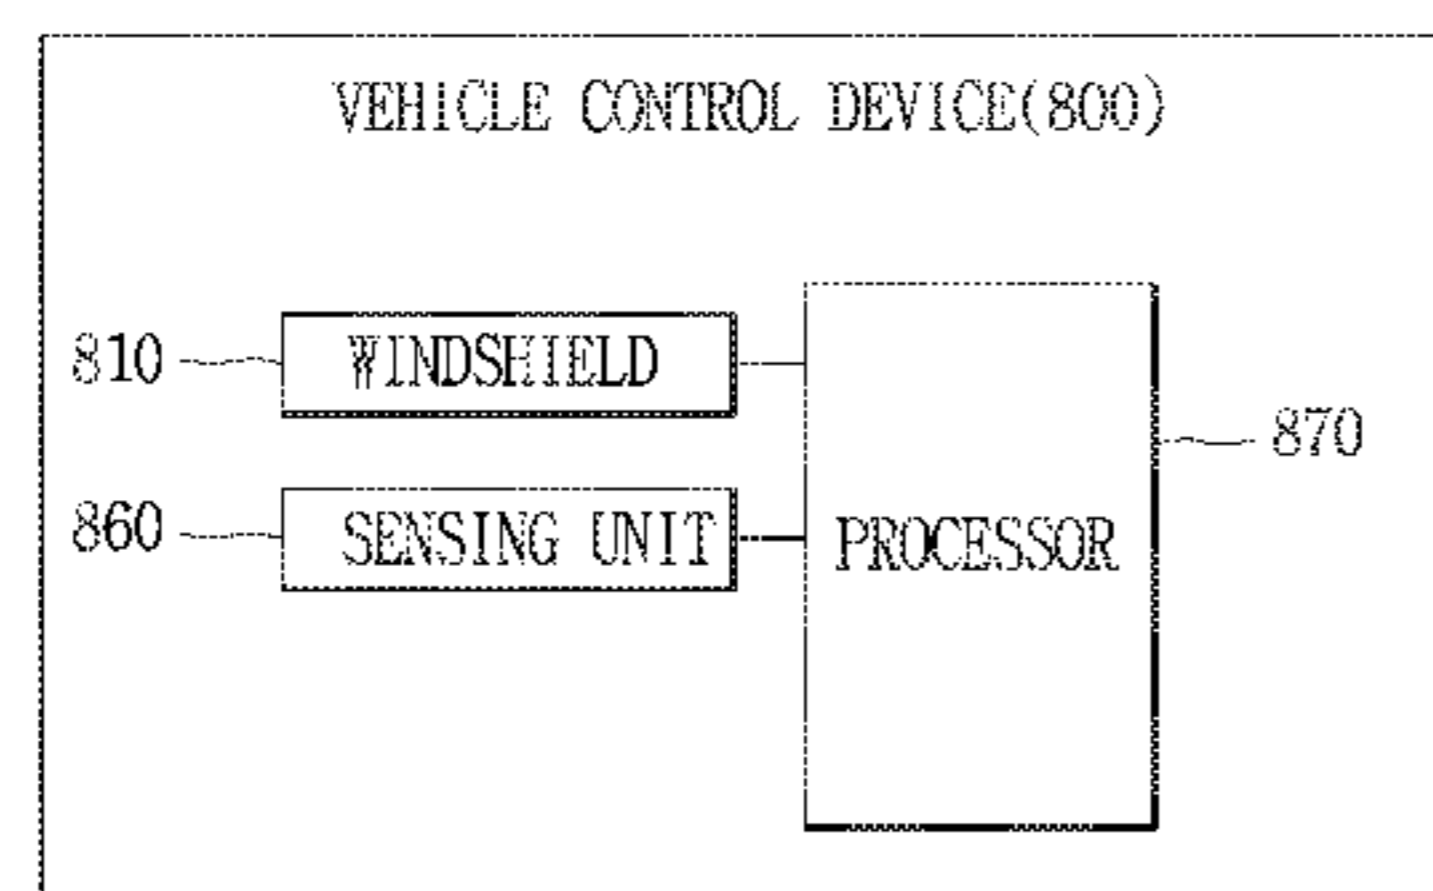 VEHICLE CONTROL DEVICE(800)
810 WINDSHIELD
870
860 SENSING UNIT
PROCESSOR